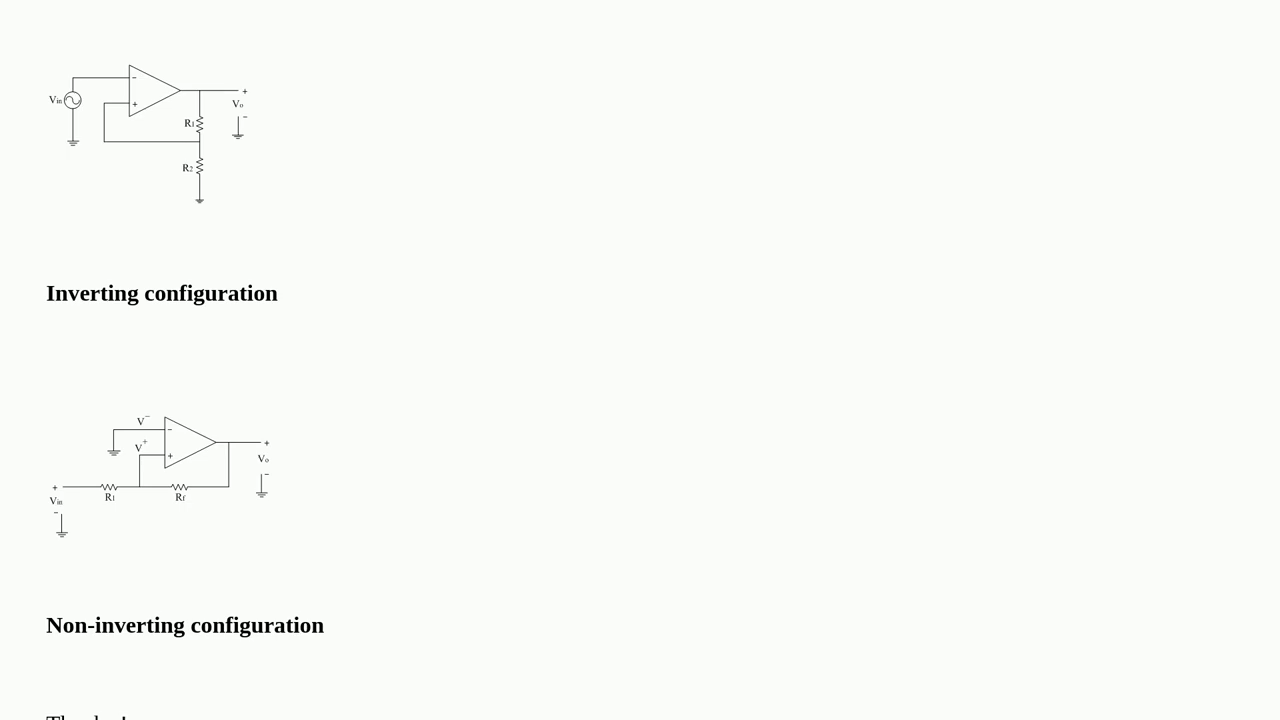 −
+
Vin
+
Vo
−
R1
R2
Inverting configuration
V−
−
V+
+
+
Vo
−
+
Vin
−
R1
Rf
Non-inverting configuration